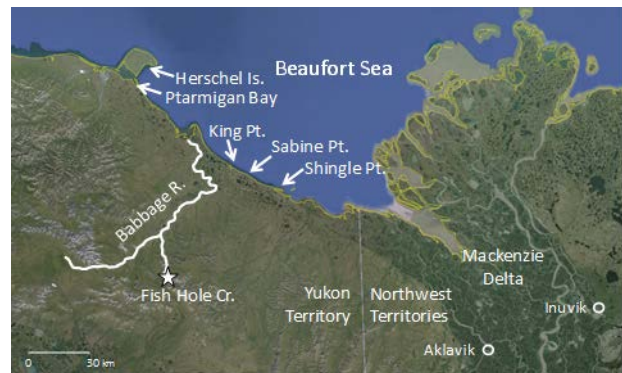 Beaufort Sea
Herschel Is.
Ptarmigan Bay
King Pt.
Sabine Pt.
Shingle Pt.
Babbage R.
Fish Hole Cr.
Mackenzie
Delta
Yukon
Territory
Northwest
Territories
Inuvik
Aklavik
0
30 km